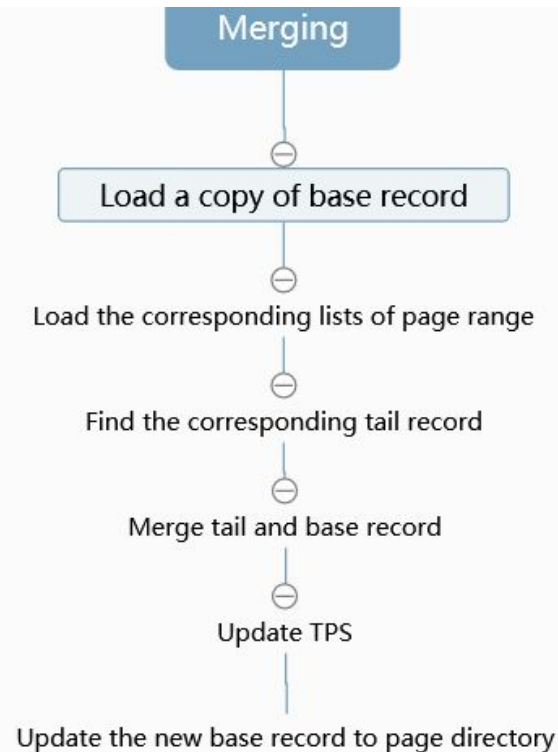 Merging
Load a copy of base record
Load the corresponding lists of page range
Find the corresponding tail record
Merge tail and base record
Update TPS
Update the new base record to page directory